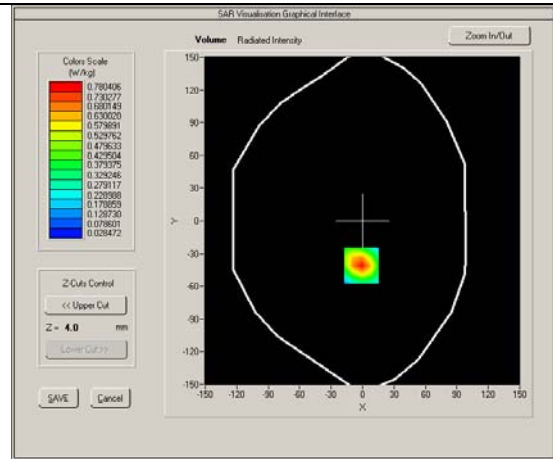 SAR Visualisation Graphical Interface
Volume Radiated Intensity
Zoom In/Out
Colors Scale
(W/kg)
0.780406
0.730277
0.680149
0.630020
0.579891
0.529762
0.479633
0.429504
0.379375
0.329246
0.279117
0.228988
0.178859
0.128730
0.078601
0.028472
Z-Cuts Control
<< Upper Cut
Z = 4.0 mm
Lower Cut >>
SAVE Cancel
150
120
90
60
30
0
-30
-60
-90
-120
-150
Y
-150 -120 -90 -60 -30 0 30 60 90 120 150
X